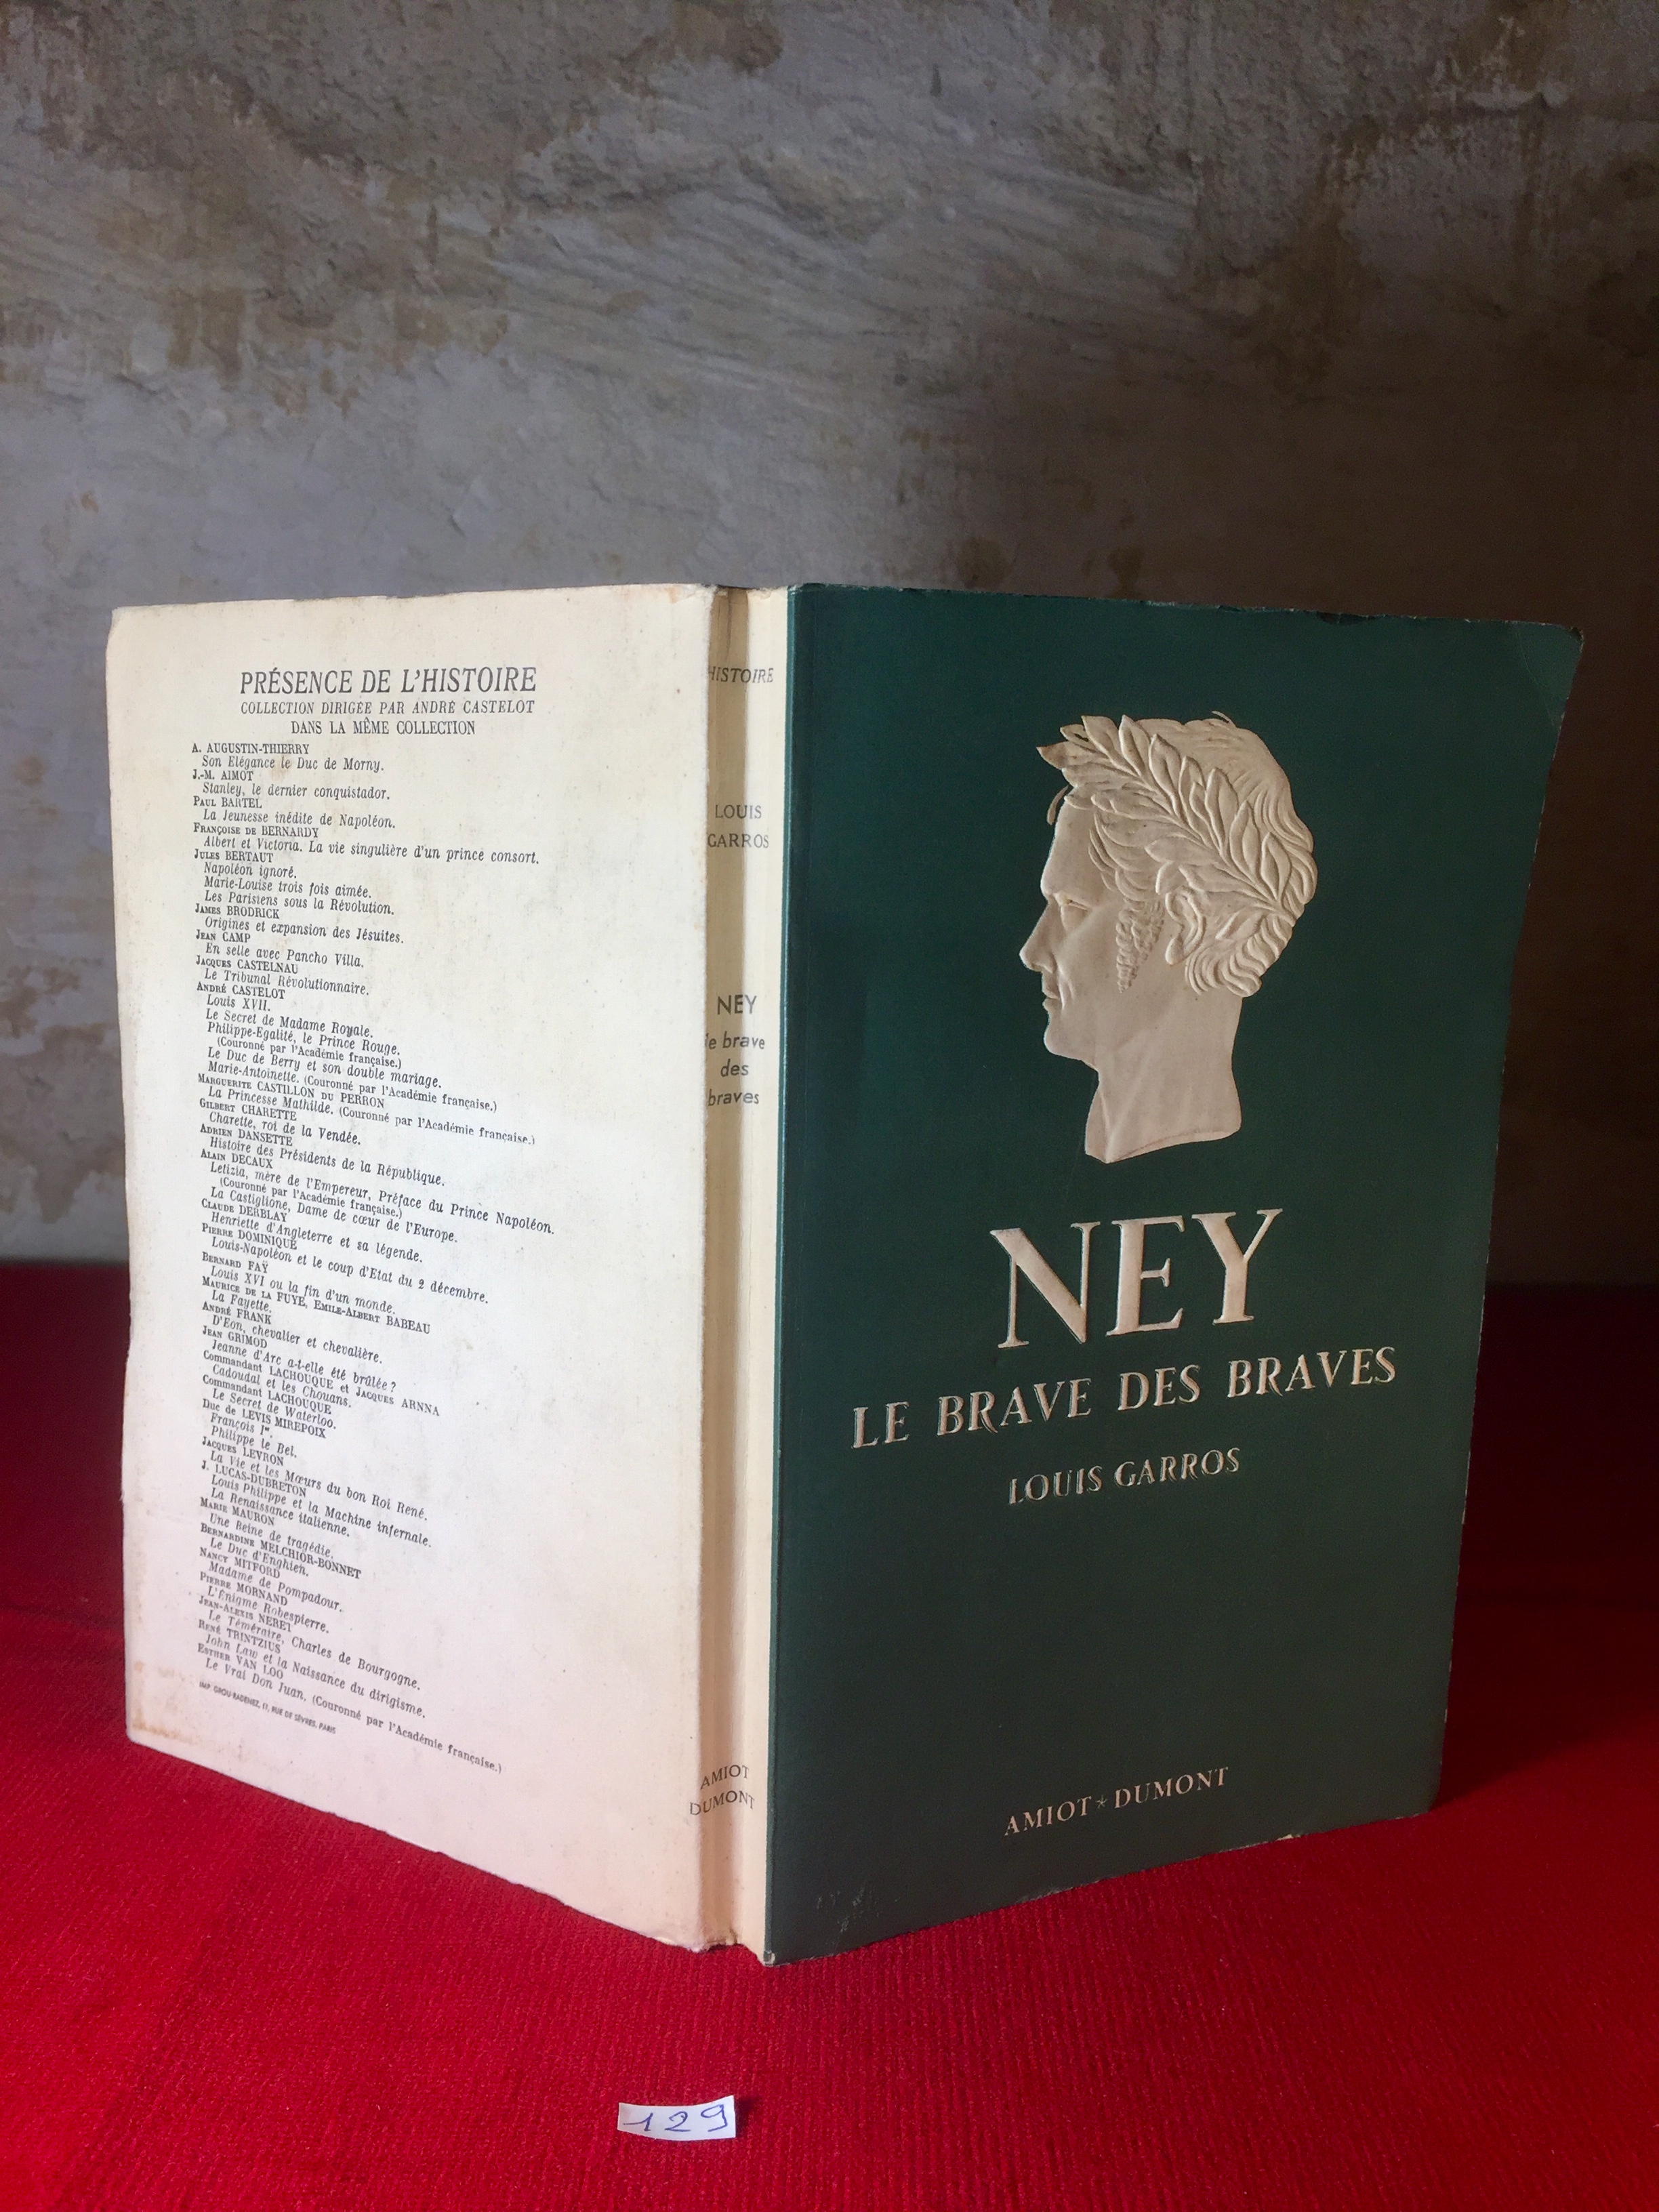 PRÉSENCE DE L'HISTOIRE
COLLECTION DIRIGÉE PAR ANDRÉ CASTELOT
DANS LA MÊME COLLECTION
A. AUGUSTIN-THIERRY
Son Elégance le Duc de Morny.
J.-M. AIMOT
Stanley, le dernier conquistador.
PAUL BARTEL
La Jeunesse inédite de Napoléon.
FRANÇOISE DE BERNARDY
Albert et Victoria. La vie singulière d'un prince consort.
JULES BERTAUT
Napoléon ignoré.
Marie-Louise trois fois aimée.
Les Parisiens sous la Révolution.
JAMES BRODRICK
Origines et expansion des Jésuites.
JEAN CAMP
En selle avec Pancho Villa.
JACQUES CASTELNAU
Le Tribunal Révolutionnaire.
ANDRÉ CASTELOT
Louis XVII.
Le Secret de Madame Royale.
Philippe-Egalité, le Prince Rouge.
(Couronné par l'Académie française.)
Le Duc de Berry et son double mariage.
Marie-Antoinette. (Couronné par l'Académie française.)
MARGUERITE CASTILLON DU PERRON
La Princesse Mathilde. (Couronné par l'Académie française.)
GILBERT CHARETTE
Charette, roi de la Vendée.
ADRIEN DANSETTE
Histoire des Présidents de la République.
ALAIN DECAUX
Letizia, mère de l'Empereur, Préface du Prince Napoléon.
(Couronné par l'Académie française.)
La Castiglione, Dame de cœur de l'Europe.
CLAUDE DERBLAY
Henriette d'Angleterre et sa légende.
PIERRE DOMINIQUE
Louis-Napoléon et le coup d'Etat du 2 décembre.
BERNARD FAŸ
Louis XVI ou la fin d'un monde.
MAURICE DE LA FUYE, EMILE-ALBERT BABEAU
La Fayette.
ANDRÉ FRANK
D'Eon, chevalier et chevalière.
JEAN GRIMOD
Jeanne d'Arc a-t-elle été brûlée ?
Commandant LACHOUQUE et JACQUES ARNNA
Cadoudal et les Chouans.
Commandant LACHOUQUE
Le Secret de Waterloo.
Duc de LEVIS MIREPOIX
François Ier.
Philippe le Bel.
JACQUES LEVRON
La Vie et les Mœurs du bon Roi René.
J. LUCAS-DUBRETON
Louis Philippe et la Machine infernale.
La Renaissance italienne.
MARIE MAURON
Une Reine de tragédie.
BERNARDINE MELCHIOR-BONNET
Le Duc d'Enghien.
NANCY MITFORD
Madame de Pompadour.
PIERRE MORNAND
L'Énigme Robespierre.
JEAN-ALEXIS NERET
Le Téméraire, Charles de Bourgogne.
RENÉ TRINTZIUS
John Law et la Naissance du dirigisme.
ESTHER VAN LOO
Le Vrai Don Juan. (Couronné par l'Académie française.)
IMP. GROU-RADENEZ, 11, RUE DE SÈVRES, PARIS
HISTOIRE
LOUIS
GARROS
NEY
le brave
des
braves
AMIOT
DUMONT
NEY
LE BRAVE DES BRAVES
LOUIS GARROS
AMIOT*DUMONT
129